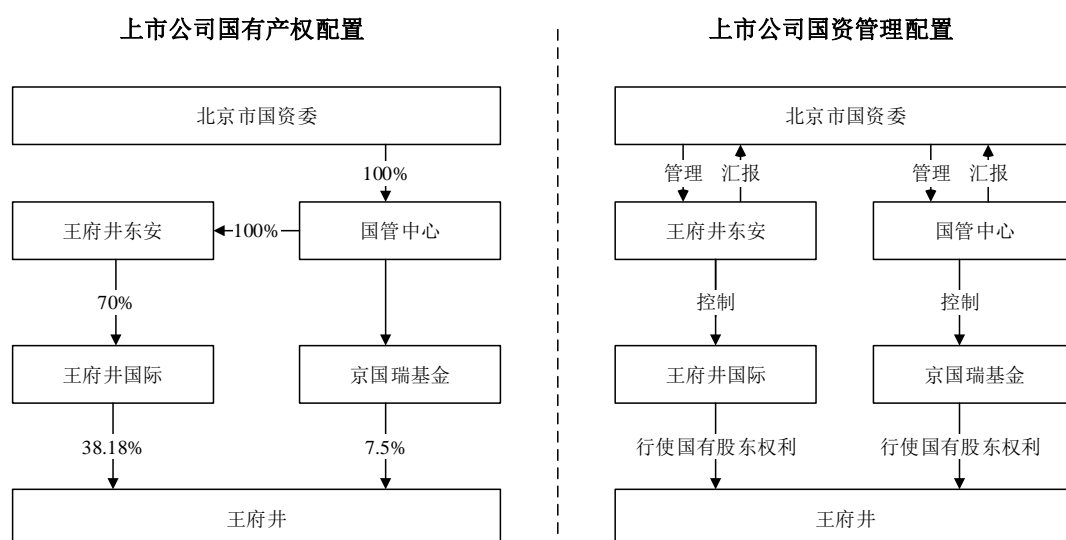 上市公司国有产权配置
北京市国资委
100%
王府井东安
100%
国管中心
70%
王府井国际
京国瑞基金
38.18%
7.5%
王府井
上市公司国资管理配置
北京市国资委
管理
汇报
管理
汇报
王府井东安
国管中心
控制
控制
王府井国际
京国瑞基金
行使国有股东权利
行使国有股东权利
王府井